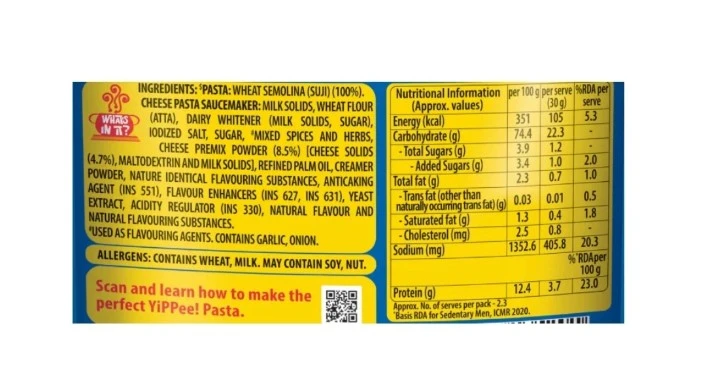 WHATS
IN IT?
INGREDIENTS: ˢPASTA: WHEAT SEMOLINA (SUJI) (100%).
CHEESE PASTA SAUCEMAKER: MILK SOLIDS, WHEAT FLOUR
(ATTA), DAIRY WHITENER (MILK SOLIDS, SUGAR),
IODIZED SALT, SUGAR, #MIXED SPICES AND HERBS,
CHEESE PREMIX POWDER (8.5%) [CHEESE SOLIDS
(4.7%), MALTODEXTRIN AND MILK SOLIDS], REFINED PALM OIL, CREAMER
POWDER, NATURE IDENTICAL FLAVOURING SUBSTANCES, ANTICAKING
AGENT (INS 551), FLAVOUR ENHANCERS (INS 627, INS 631), YEAST
EXTRACT, ACIDITY REGULATOR (INS 330), NATURAL FLAVOUR AND
NATURAL FLAVOURING SUBSTANCES.
#USED AS FLAVOURING AGENTS. CONTAINS GARLIC, ONION.
ALLERGENS: CONTAINS WHEAT, MILK. MAY CONTAIN SOY, NUT.
Scan and learn how to make the
perfect YiPPee! Pasta.
Nutritional Information (Approx. values) per 100 g per serve (30 g) %RDA per serve
Energy (kcal) 351 105 5.3
Carbohydrate (g) 74.4 22.3 -
- Total Sugars (g) 3.9 1.2 -
- Added Sugars (g) 3.4 1.0 2.0
Total fat (g) 2.3 0.7 1.0
- Trans fat (other than
naturally occurring trans fat) (g) 0.03 0.01 0.5
- Saturated fat (g) 1.3 0.4 1.8
- Cholesterol (mg) 2.5 0.8 -
Sodium (mg) 1352.6 405.8 20.3
%*RDA per
100 g
Protein (g) 12.4 3.7 23.0
Approx. No. of serves per pack - 2.3
*Basis RDA for Sedentary Men, ICMR 2020.